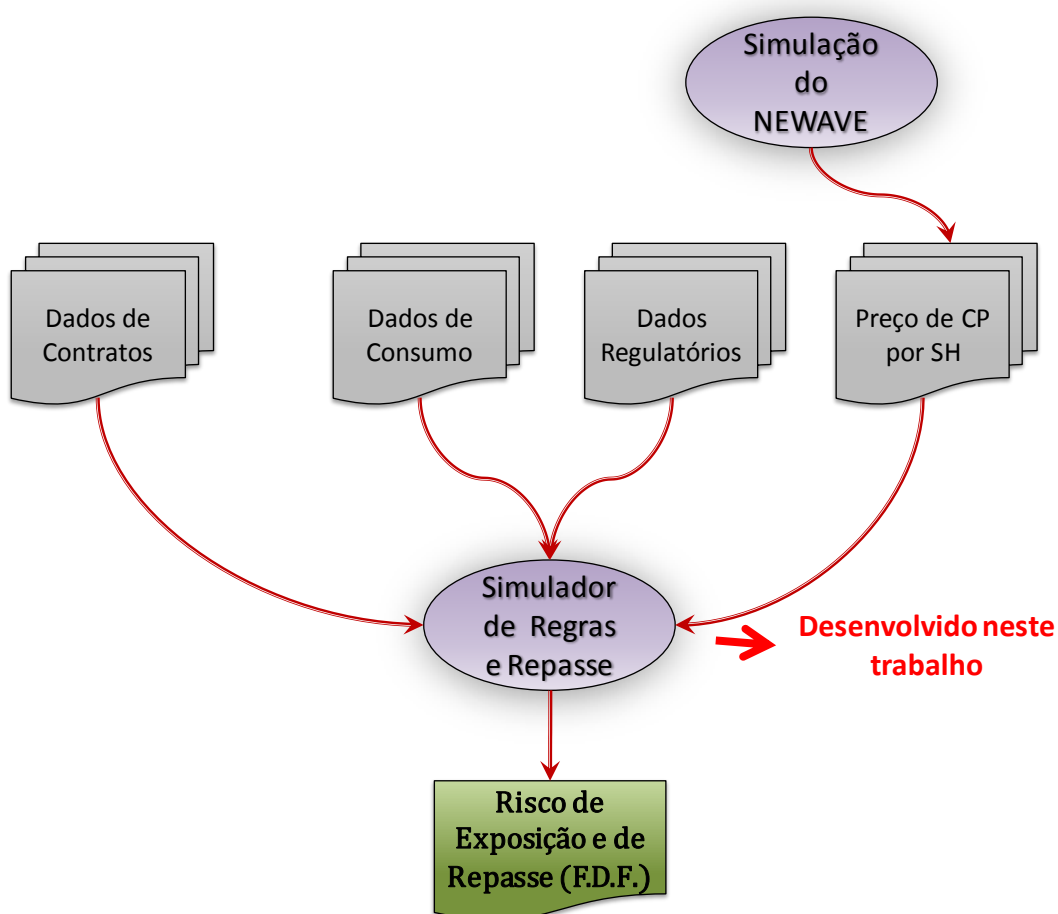 Simulação
do
NEWAVE
Dados de
Contratos
Dados de
Consumo
Dados
Regulatórios
Preço de CP
por SH
Simulador
de Regras
e Repasse
Desenvolvido neste
trabalho
Risco de
Exposição e de
Repasse (F.D.F.)